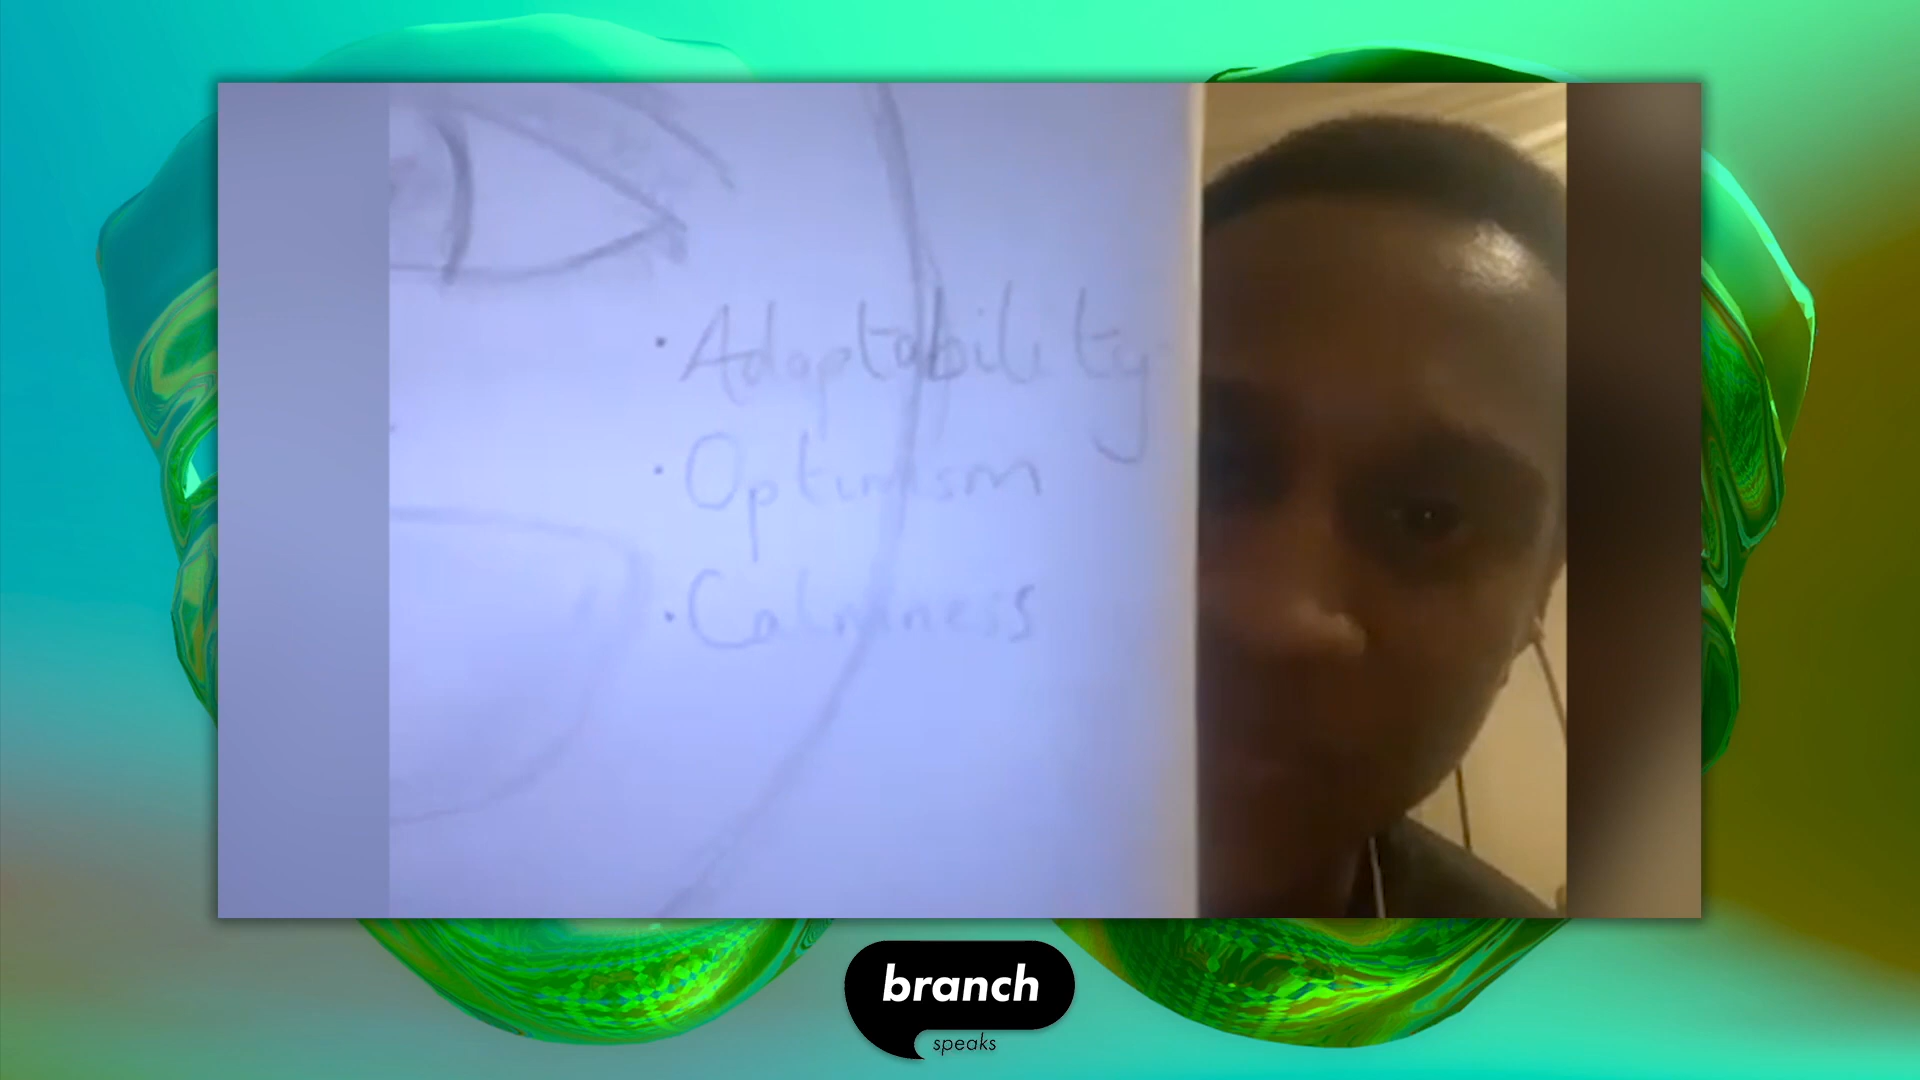 · Adaptability
· Optimism
· Calmness
branch
speaks